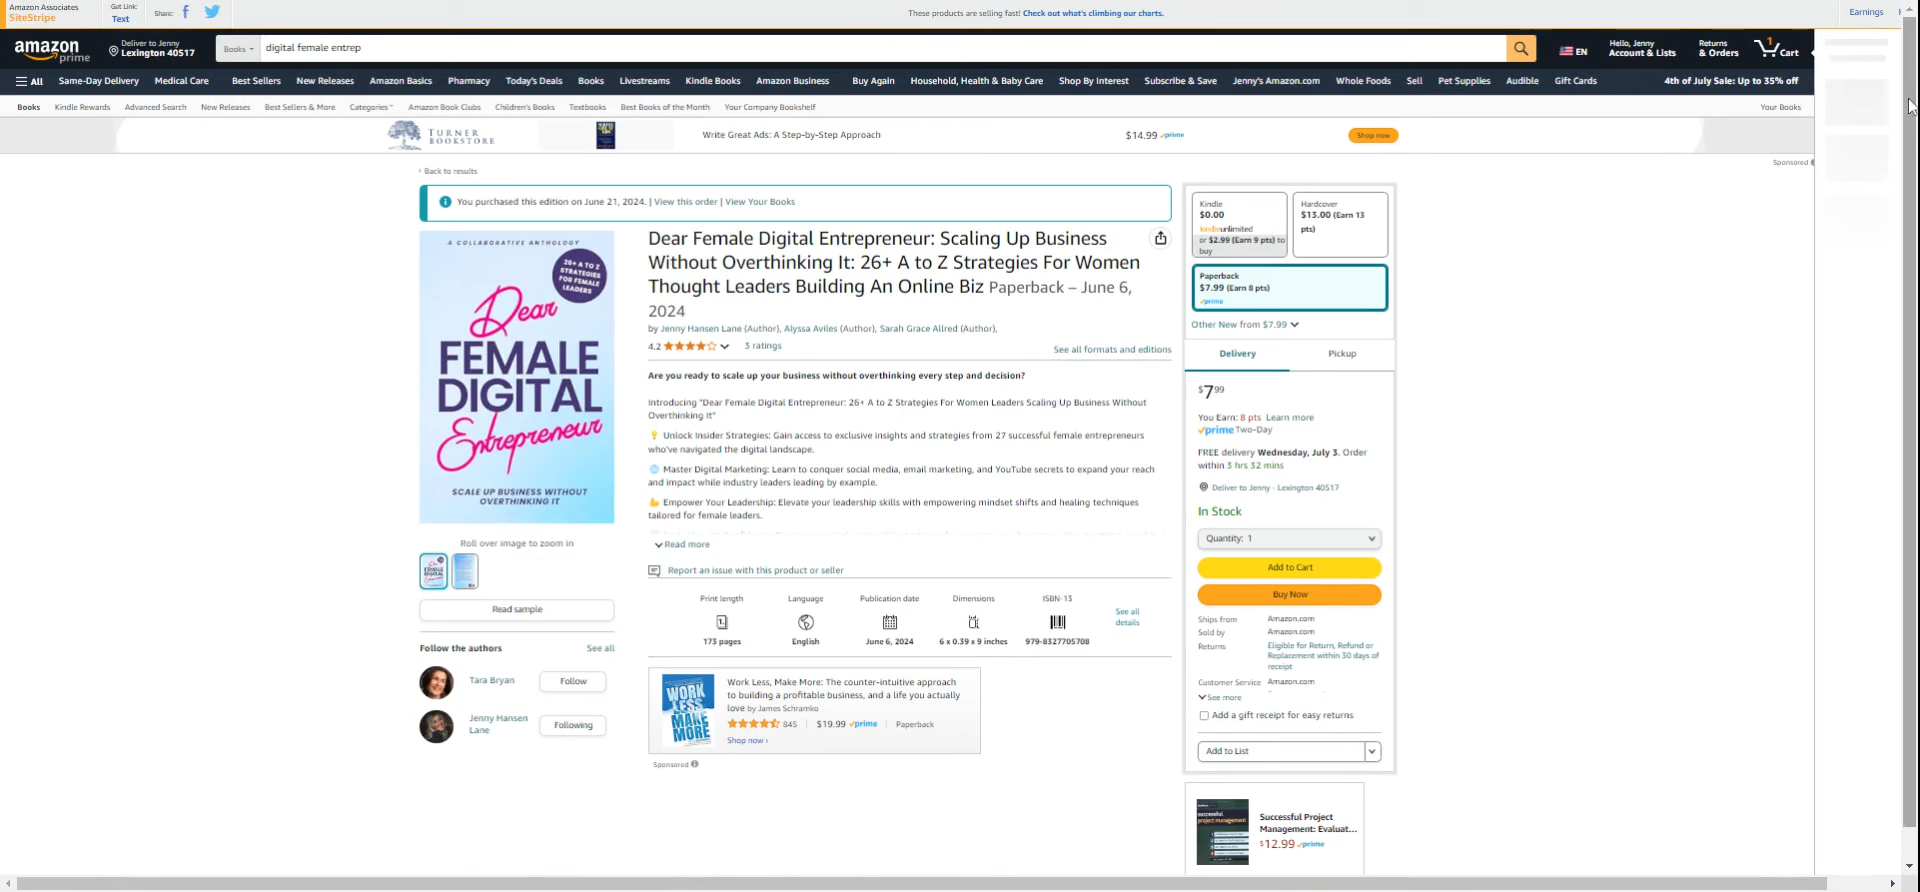 Amazon Associates
SiteStripe
Get Link:
Text
Share:
These products are selling fast! Check out what's climbing our charts.
Earnings
amazon
prime
Deliver to Jenny
Lexington 40517
Books
digital female entrep
EN
Hello, Jenny
Account & Lists
Returns
& Orders
1
Cart
All
Same-Day Delivery
Medical Care
Best Sellers
New Releases
Amazon Basics
Pharmacy
Today's Deals
Books
Livestreams
Kindle Books
Amazon Business
Buy Again
Household, Health & Baby Care
Shop By Interest
Subscribe & Save
Jenny's Amazon.com
Whole Foods
Sell
Pet Supplies
Audible
Gift Cards
4th of July Sale: Up to 35% off
Books
Kindle Rewards
Advanced Search
New Releases
Best Sellers & More
Categories
Amazon Book Clubs
Children's Books
Textbooks
Best Books of the Month
Your Company Bookshelf
Your Books
TURNER
BOOKSTORE
Write Great Ads: A Step-by-Step Approach
$14.99 prime
Shop now
Sponsored
‹ Back to results
You purchased this edition on June 21, 2024. | View this order | View Your Books
A COLLABORATIVE ANTHOLOGY
26+ A TO Z
STRATEGIES
FOR FEMALE
LEADERS
Dear
FEMALE
DIGITAL
Entrepreneur
SCALE UP BUSINESS WITHOUT
OVERTHINKING IT
Roll over image to zoom in
Read sample
Follow the authors
See all
Tara Bryan
Follow
Jenny Hansen
Lane
Following
Dear Female Digital Entrepreneur: Scaling Up Business
Without Overthinking It: 26+ A to Z Strategies For Women
Thought Leaders Building An Online Biz Paperback – June 6,
2024
by Jenny Hansen Lane (Author), Alyssa Aviles (Author), Sarah Grace Allred (Author),
4.2
3 ratings
See all formats and editions
Are you ready to scale up your business without overthinking every step and decision?
Introducing "Dear Female Digital Entrepreneur: 26+ A to Z Strategies For Women Leaders Scaling Up Business Without
Overthinking It"
Unlock Insider Strategies: Gain access to exclusive insights and strategies from 27 successful female entrepreneurs
who've navigated the digital landscape.
Master Digital Marketing: Learn to conquer social media, email marketing, and YouTube secrets to expand your reach
and impact while industry leaders leading by example.
Empower Your Leadership: Elevate your leadership skills with empowering mindset shifts and healing techniques
tailored for female leaders.
Read more
Report an issue with this product or seller
Print length
173 pages
Language
English
Publication date
June 6, 2024
Dimensions
6 x 0.39 x 9 inches
ISBN-13
979-8327705708
See all
details
WORK
LESS
MAKE
MORE
Work Less, Make More: The counter-intuitive approach
to building a profitable business, and a life you actually
love by James Schramko
845
$19.99 prime
Paperback
Shop now ›
Sponsored
Kindle
$0.00
kindleunlimited
or $2.99 (Earn 9 pts) to
buy
Hardcover
$13.00 (Earn 13
pts)
Paperback
$7.99 (Earn 8 pts)
prime
Other New from $7.99
Delivery
Pickup
$7 99
You Earn: 8 pts Learn more
prime Two-Day
FREE delivery Wednesday, July 3. Order
within 3 hrs 32 mins
Deliver to Jenny - Lexington 40517
In Stock
Quantity: 1
Add to Cart
Buy Now
Ships from
Amazon.com
Sold by
Amazon.com
Returns
Eligible for Return, Refund or
Replacement within 30 days of
receipt
Customer Service
Amazon.com
See more
Add a gift receipt for easy returns
Add to List
Successful Project
Management: Evaluat...
$12.99 prime